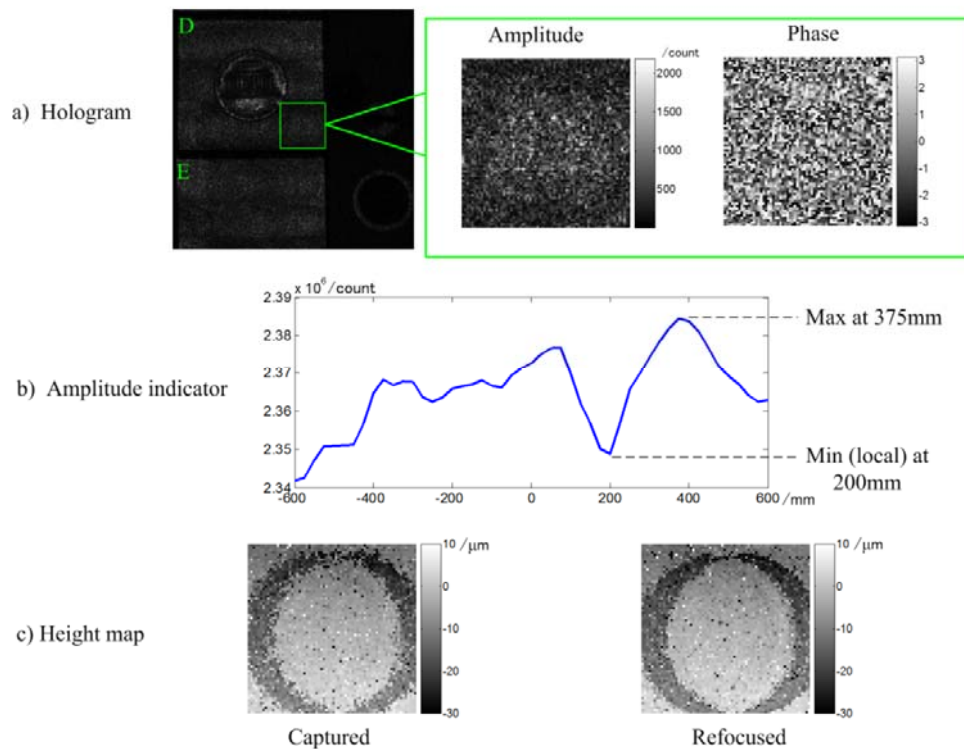 D
E
a) Hologram
Amplitude
/count
2000
1500
1000
500
Phase
3
2
1
0
-1
-2
-3
b) Amplitude indicator
x 10⁶/count
2.39
2.38
2.37
2.36
2.35
2.34
-600 -400 -200 0 200 400 600 /mm
Max at 375mm
Min (local) at
200mm
c) Height map
10 /μm
0
-10
-20
-30
Captured
10 /μm
0
-10
-20
-30
Refocused